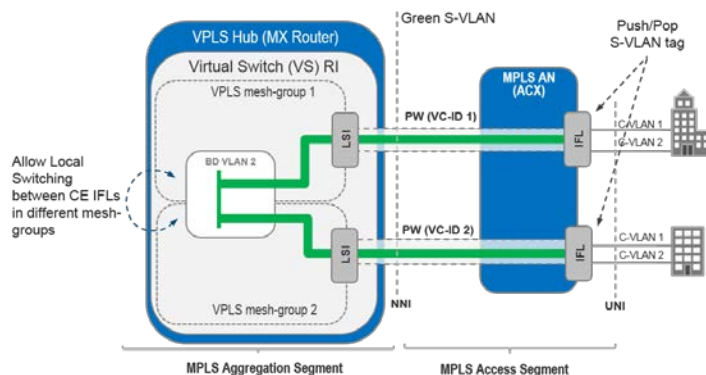 Green S-VLAN
Push/Pop
S-VLAN tag
VPLS Hub (MX Router)
Virtual Switch (VS) RI
VPLS mesh-group 1
MPLS AN
(ACX)
PW (VC-ID 1)
LSI
IFL
C-VLAN 1
C-VLAN 2
BD VLAN 2
Allow Local
Switching
between CE IFLs
in different mesh-
groups
PW (VC-ID 2)
LSI
IFL
C-VLAN 1
C-VLAN 2
VPLS mesh-group 2
NNI
UNI
MPLS Aggregation Segment
MPLS Access Segment